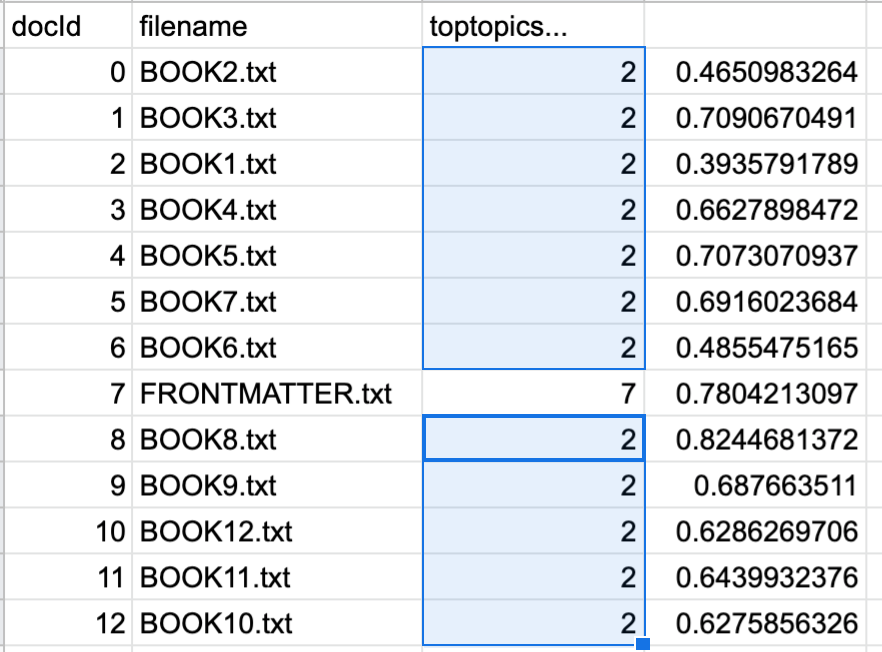 docId filename toptopics...
0 BOOK2.txt 2 0.4650983264
1 BOOK3.txt 2 0.7090670491
2 BOOK1.txt 2 0.3935791789
3 BOOK4.txt 2 0.6627898472
4 BOOK5.txt 2 0.7073070937
5 BOOK7.txt 2 0.6916023684
6 BOOK6.txt 2 0.4855475165
7 FRONTMATTER.txt 7 0.7804213097
8 BOOK8.txt 2 0.8244681372
9 BOOK9.txt 2 0.687663511
10 BOOK12.txt 2 0.6286269706
11 BOOK11.txt 2 0.6439932376
12 BOOK10.txt 2 0.6275856326